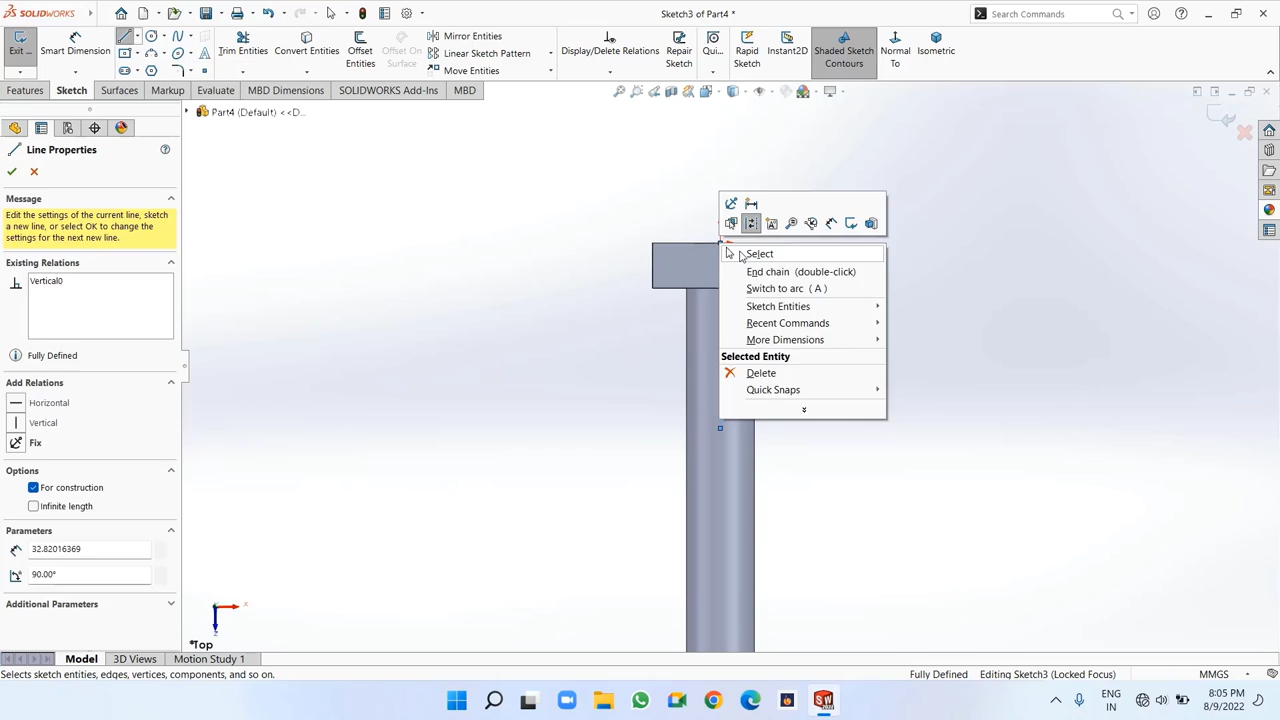 SOLIDWORKS
Sketch3 of Part4
Search Commands
Exit ...
Smart Dimension
Trim Entities
Convert Entities
Offset Entities
Offset On Surface
Mirror Entities
Linear Sketch Pattern
Move Entities
Display/Delete Relations
Repair Sketch
Qui...
Rapid Sketch
Instant2D
Shaded Sketch Contours
Normal To
Isometric
Features
Sketch
Surfaces
Markup
Evaluate
MBD Dimensions
SOLIDWORKS Add-Ins
MBD
Part4 (Default) <<D...
Line Properties
Message
Edit the settings of the current line, sketch
a new line, or select OK to change the
settings for the next new line.
Existing Relations
Vertical0
Fully Defined
Add Relations
Horizontal
Vertical
Fix
Options
For construction
Infinite length
Parameters
32.82016369
90.00°
Additional Parameters
Select
End chain (double-click)
Switch to arc ( A )
Sketch Entities
Recent Commands
More Dimensions
Selected Entity
Delete
Quick Snaps
x
z
*Top
Model
3D Views
Motion Study 1
Selects sketch entities, edges, vertices, components, and so on.
Fully Defined
Editing Sketch3 (Locked Focus)
MMGS
ENG
IN
8:05 PM
8/9/2022